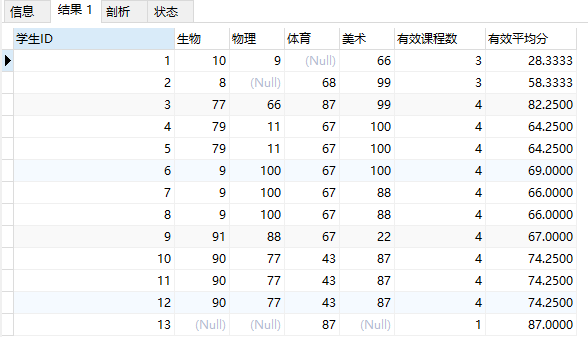 信息 结果 1 剖析 状态
学生ID 生物 物理 体育 美术 有效课程数 有效平均分
1 10 9 (Null) 66 3 28.3333
2 8 (Null) 68 99 3 58.3333
3 77 66 87 99 4 82.2500
4 79 11 67 100 4 64.2500
5 79 11 67 100 4 64.2500
6 9 100 67 100 4 69.0000
7 9 100 67 88 4 66.0000
8 9 100 67 88 4 66.0000
9 91 88 67 22 4 67.0000
10 90 77 43 87 4 74.2500
11 90 77 43 87 4 74.2500
12 90 77 43 87 4 74.2500
13 (Null) (Null) 87 (Null) 1 87.0000